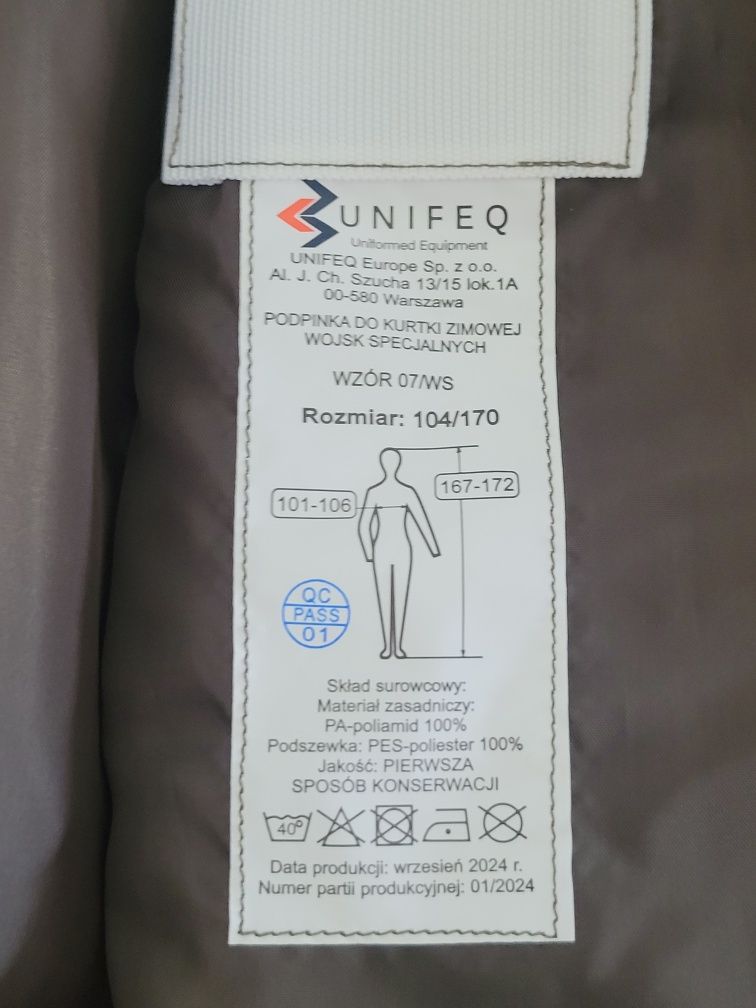 UNIFEQ
Uniformed Equipment
UNIFEQ Europe Sp. z o.o.
Al. J. Ch. Szucha 13/15 lok.1A
00-580 Warszawa
PODPINKA DO KURTKI ZIMOWEJ
WOJSK SPECJALNYCH
WZÓR 07/WS
Rozmiar: 104/170
167-172
101-106
QC
PASS
01
Skład surowcowy:
Materiał zasadniczy:
PA-poliamid 100%
Podszewka: PES-poliester 100%
Jakość: PIERWSZA
SPOSÓB KONSERWACJI
40°
Data produkcji: wrzesień 2024 r.
Numer partii produkcyjnej: 01/2024